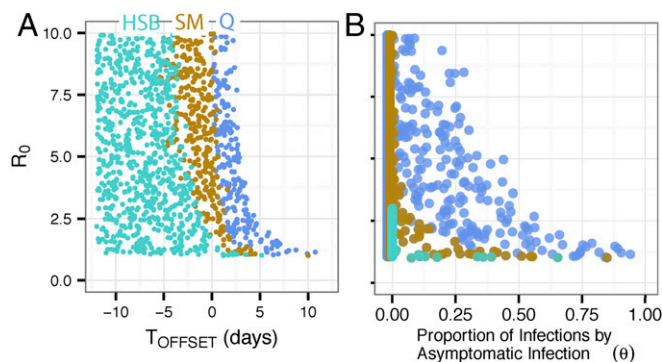 A HSB SM Q B
10.0
7.5
5.0
2.5
0.0
R0
-10 -5 0 5 10
TOFFSET (days)
0.00 0.25 0.50 0.75 1.00
Proportion of Infections by
Asymptomatic Infection (θ)